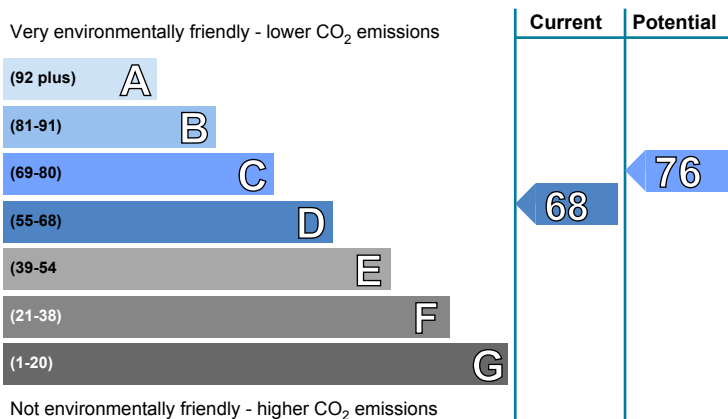 Very environmentally friendly - lower CO2 emissions
Current
Potential
(92 plus) A
(81-91) B
(69-80) C
(55-68) D
(39-54 E
(21-38) F
(1-20) G
68
76
Not environmentally friendly - higher CO2 emissions